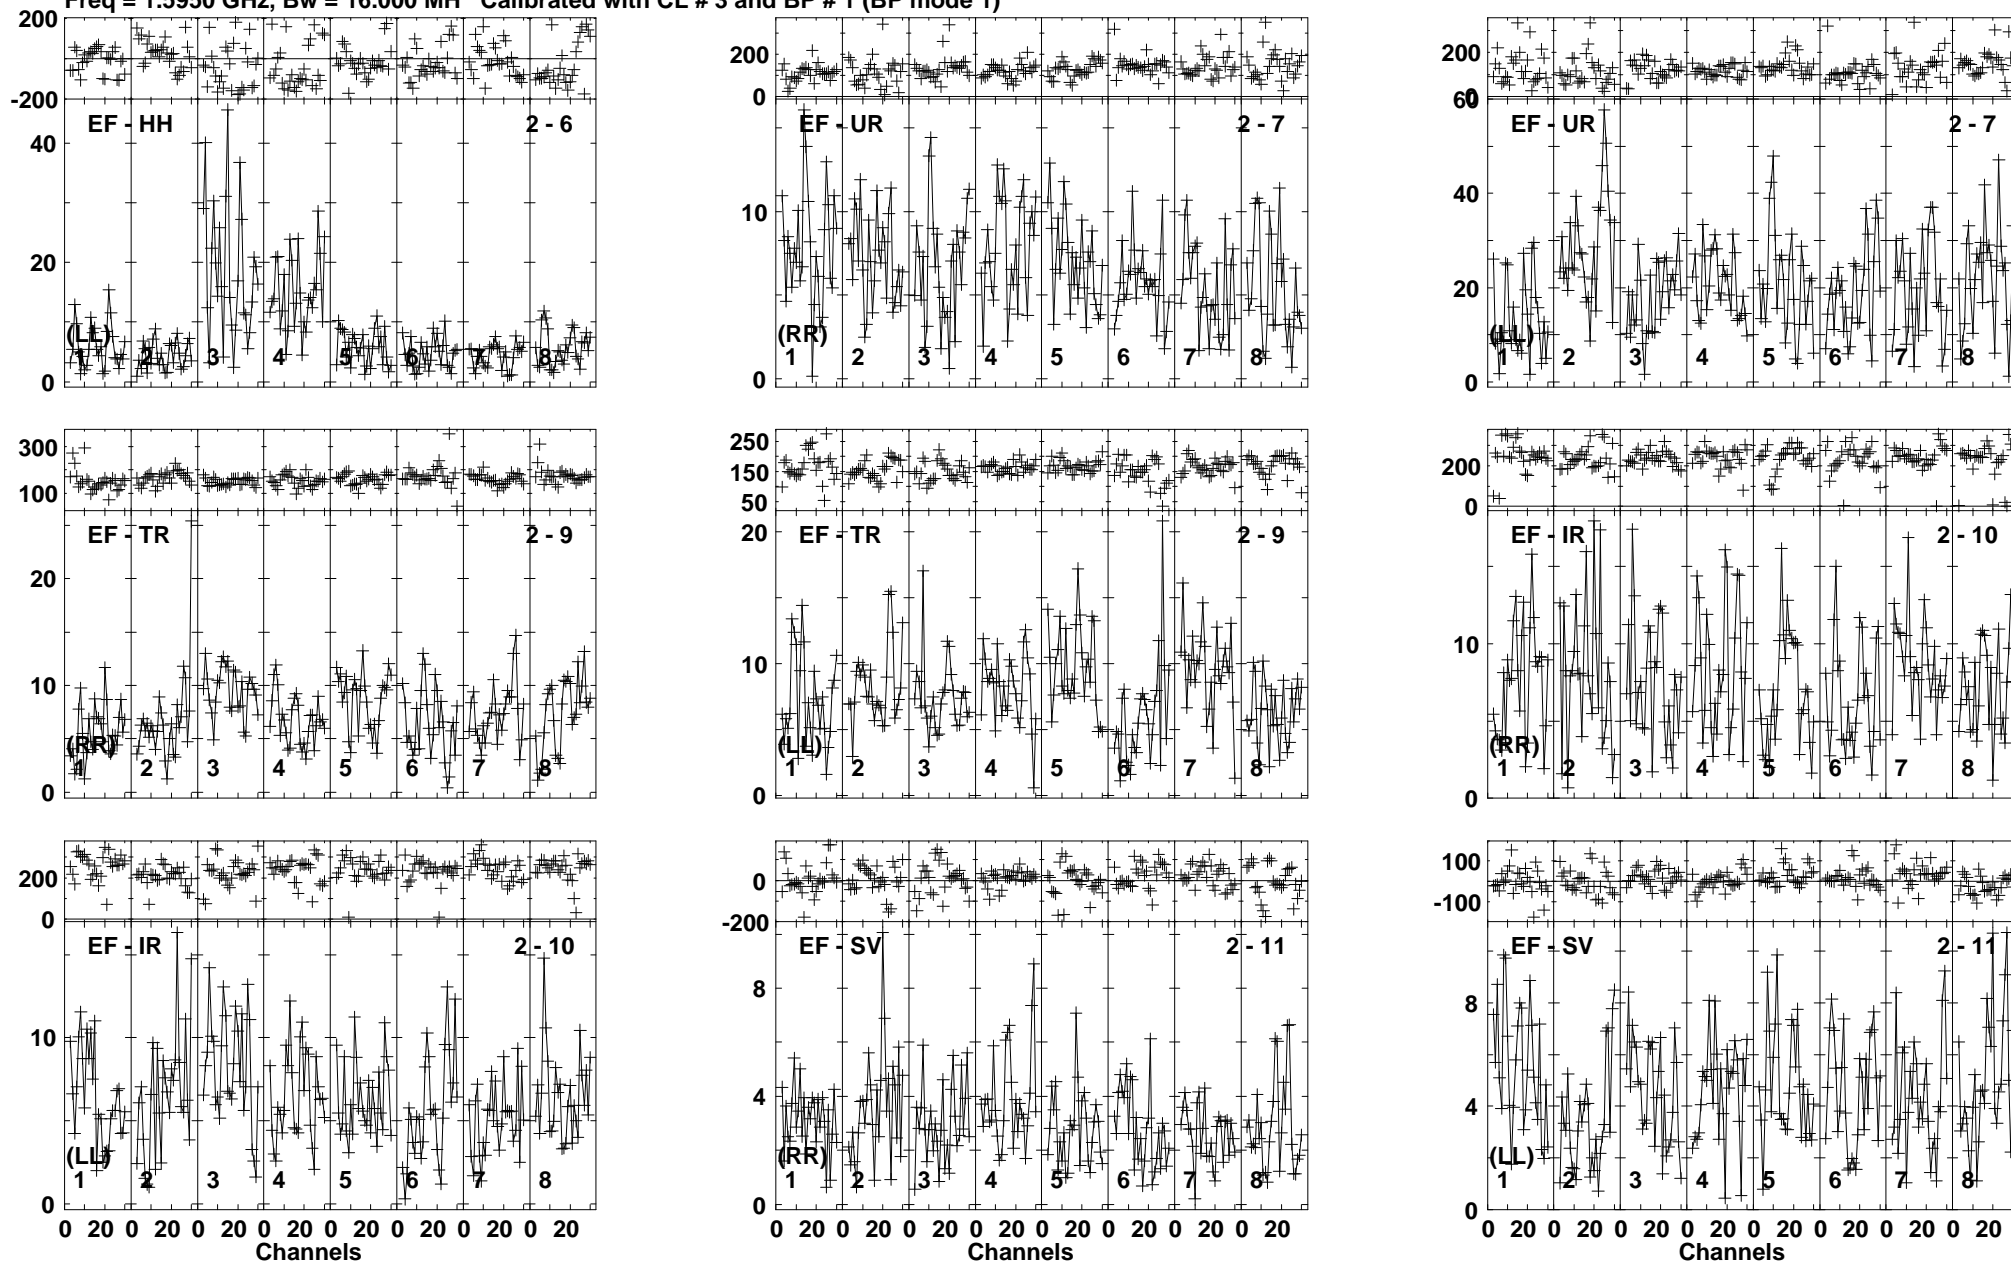 Freq = 1.5950 GHz, Bw = 16.000 MH Calibrated with CL # 3 and BP # 1 (BP mode 1)
200
-200
EF - HH 2 - 6
40
20
0
(LL)
1 2 3 4 5 6 7 8
200
0
EF - UR 2 - 7
10
0
(RR)
1 2 3 4 5 6 7 8
200
0
60
EF - UR 2 - 7
40
20
0
(LL)
1 2 3 4 5 6 7 8
300
100
EF - TR 2 - 9
20
10
0
(RR)
1 2 3 4 5 6 7 8
250
150
50
EF - TR 2 - 9
20
10
0
(LL)
1 2 3 4 5 6 7 8
200
0
EF - IR 2 - 10
10
0
(RR)
1 2 3 4 5 6 7 8
200
0
EF - IR 2 - 10
10
0
(LL)
1 2 3 4 5 6 7 8
0 20 0 20 0 20 0 20 0 20 0 20 0 20 0 20
Channels
0
-200
EF - SV 2 - 11
8
4
0
(RR)
1 2 3 4 5 6 7 8
0 20 0 20 0 20 0 20 0 20 0 20 0 20 0 20
Channels
100
-100
EF - SV 2 - 11
8
4
0
(LL)
1 2 3 4 5 6 7 8
0 20 0 20 0 20 0 20 0 20 0 20 0 20 0 20
Channels